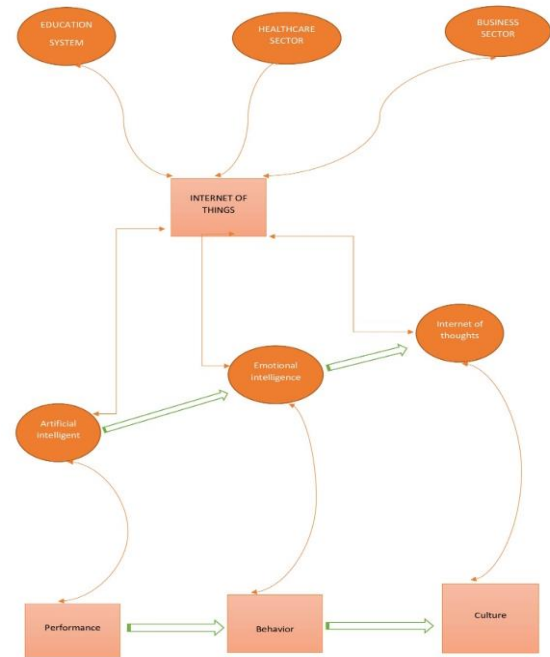 EDUCATION
SYSTEM
HEALTHCARE
SECTOR
BUSINESS
SECTOR
INTERNET OF
THINGS
Internet of
thoughts
Emotional
intelligence
Artificial
intelligent
Performance
Behavior
Culture